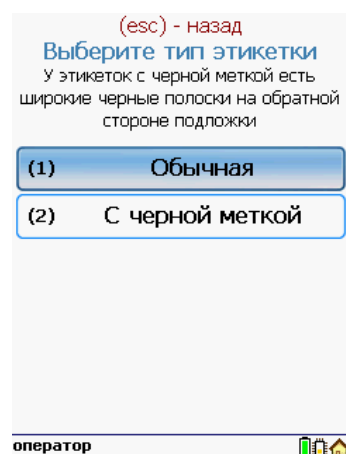 (esc) - назад
Выберите тип этикетки
У этикеток с черной меткой есть
широкие черные полоски на обратной
стороне подложки
(1) Обычная
(2) С черной меткой
оператор